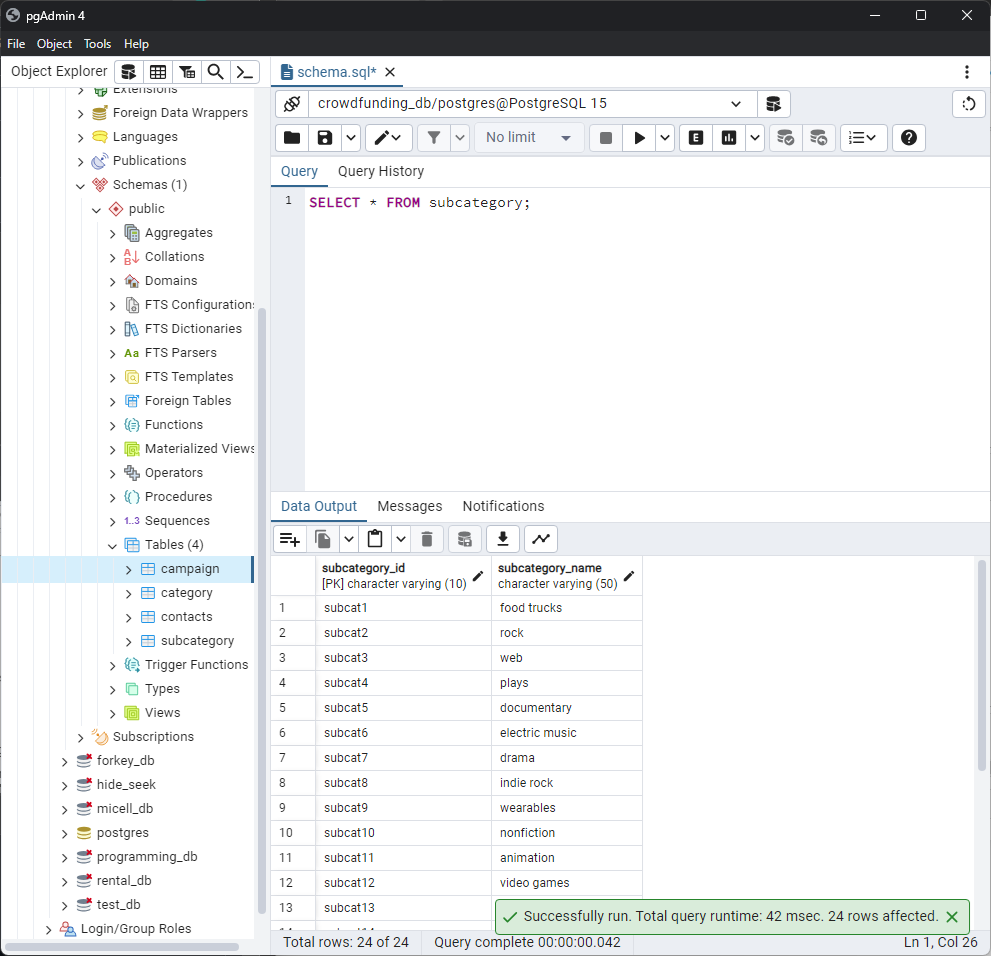 pgAdmin 4
File Object Tools Help
Object Explorer
schema.sql*
crowdfunding_db/postgres@PostgreSQL 15
No limit
E
Query Query History
1 SELECT * FROM subcategory;
Extensions
Foreign Data Wrappers
Languages
Publications
Schemas (1)
public
Aggregates
Collations
Domains
FTS Configurations
FTS Dictionaries
Aa FTS Parsers
FTS Templates
Foreign Tables
Functions
Materialized Views
Operators
Procedures
1..3 Sequences
Tables (4)
campaign
category
contacts
subcategory
Trigger Functions
Types
Views
Subscriptions
forkey_db
hide_seek
micell_db
postgres
programming_db
rental_db
test_db
Login/Group Roles
Data Output Messages Notifications
subcategory_id subcategory_name
[PK] character varying (10) character varying (50)
1 subcat1 food trucks
2 subcat2 rock
3 subcat3 web
4 subcat4 plays
5 subcat5 documentary
6 subcat6 electric music
7 subcat7 drama
8 subcat8 indie rock
9 subcat9 wearables
10 subcat10 nonfiction
11 subcat11 animation
12 subcat12 video games
13 subcat13
14 subcat14
Successfully run. Total query runtime: 42 msec. 24 rows affected.
Total rows: 24 of 24 Query complete 00:00:00.042 Ln 1, Col 26